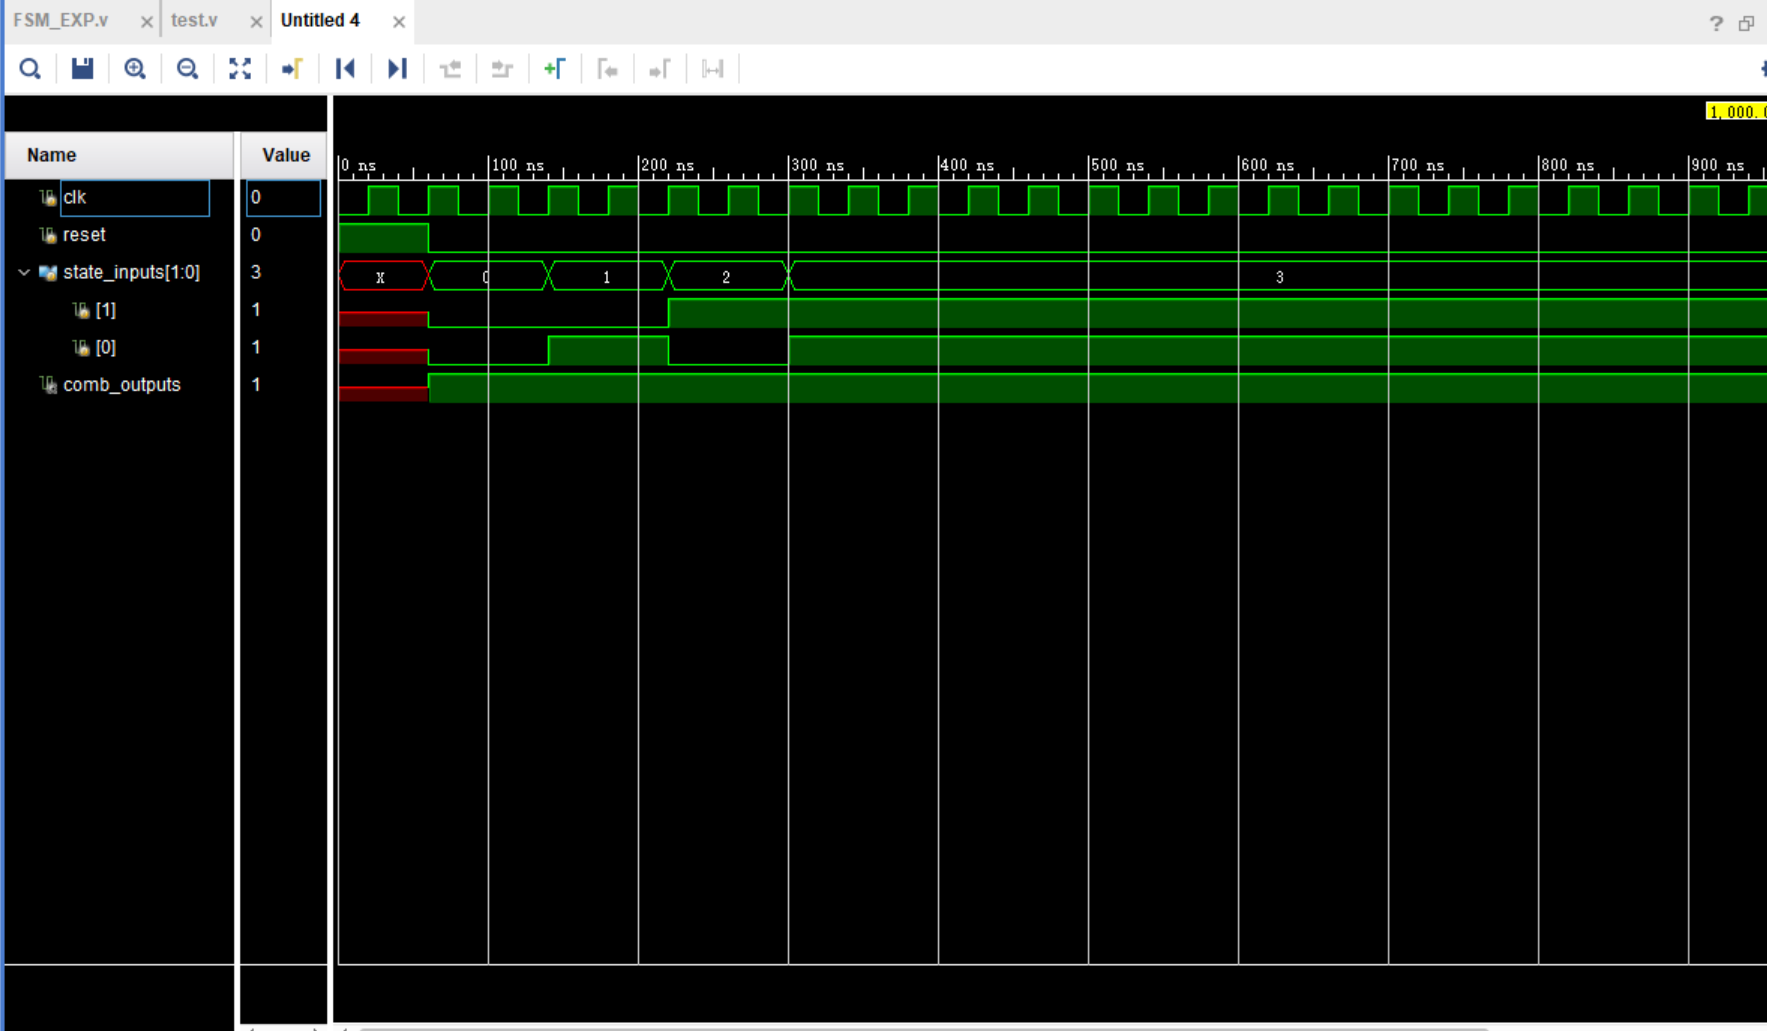 FSM_EXP.v test.v Untitled 4
?
1,000.0
Name Value
0 ns 100 ns 200 ns 300 ns 400 ns 500 ns 600 ns 700 ns 800 ns 900 ns
clk 0
reset 0
state_inputs[1:0] 3 X 0 1 2 3
[1] 1
[0] 1
comb_outputs 1